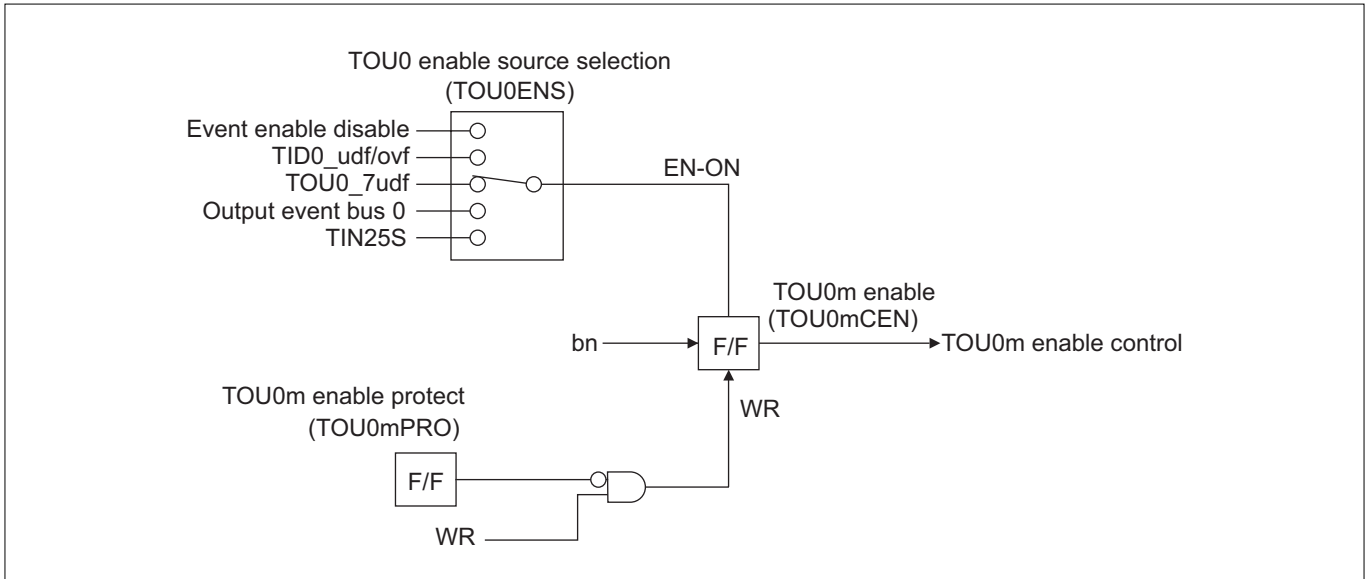 TOU0 enable source selection
(TOU0ENS)
Event enable disable
TID0_udf/ovf
TOU0_7udf
Output event bus 0
TIN25S
EN-ON
TOU0m enable
(TOU0mCEN)
bn
F/F
TOU0m enable control
WR
TOU0m enable protect
(TOU0mPRO)
F/F
WR